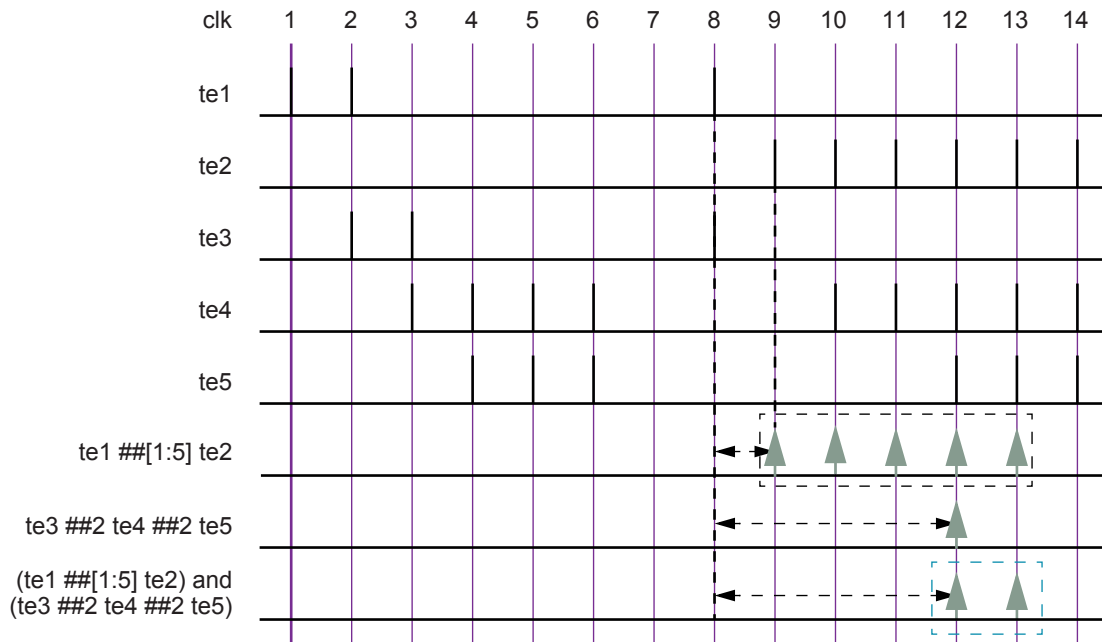 clk 1 2 3 4 5 6 7 8 9 10 11 12 13 14
te1
te2
te3
te4
te5
te1 ##[1:5] te2
te3 ##2 te4 ##2 te5
(te1 ##[1:5] te2) and
(te3 ##2 te4 ##2 te5)